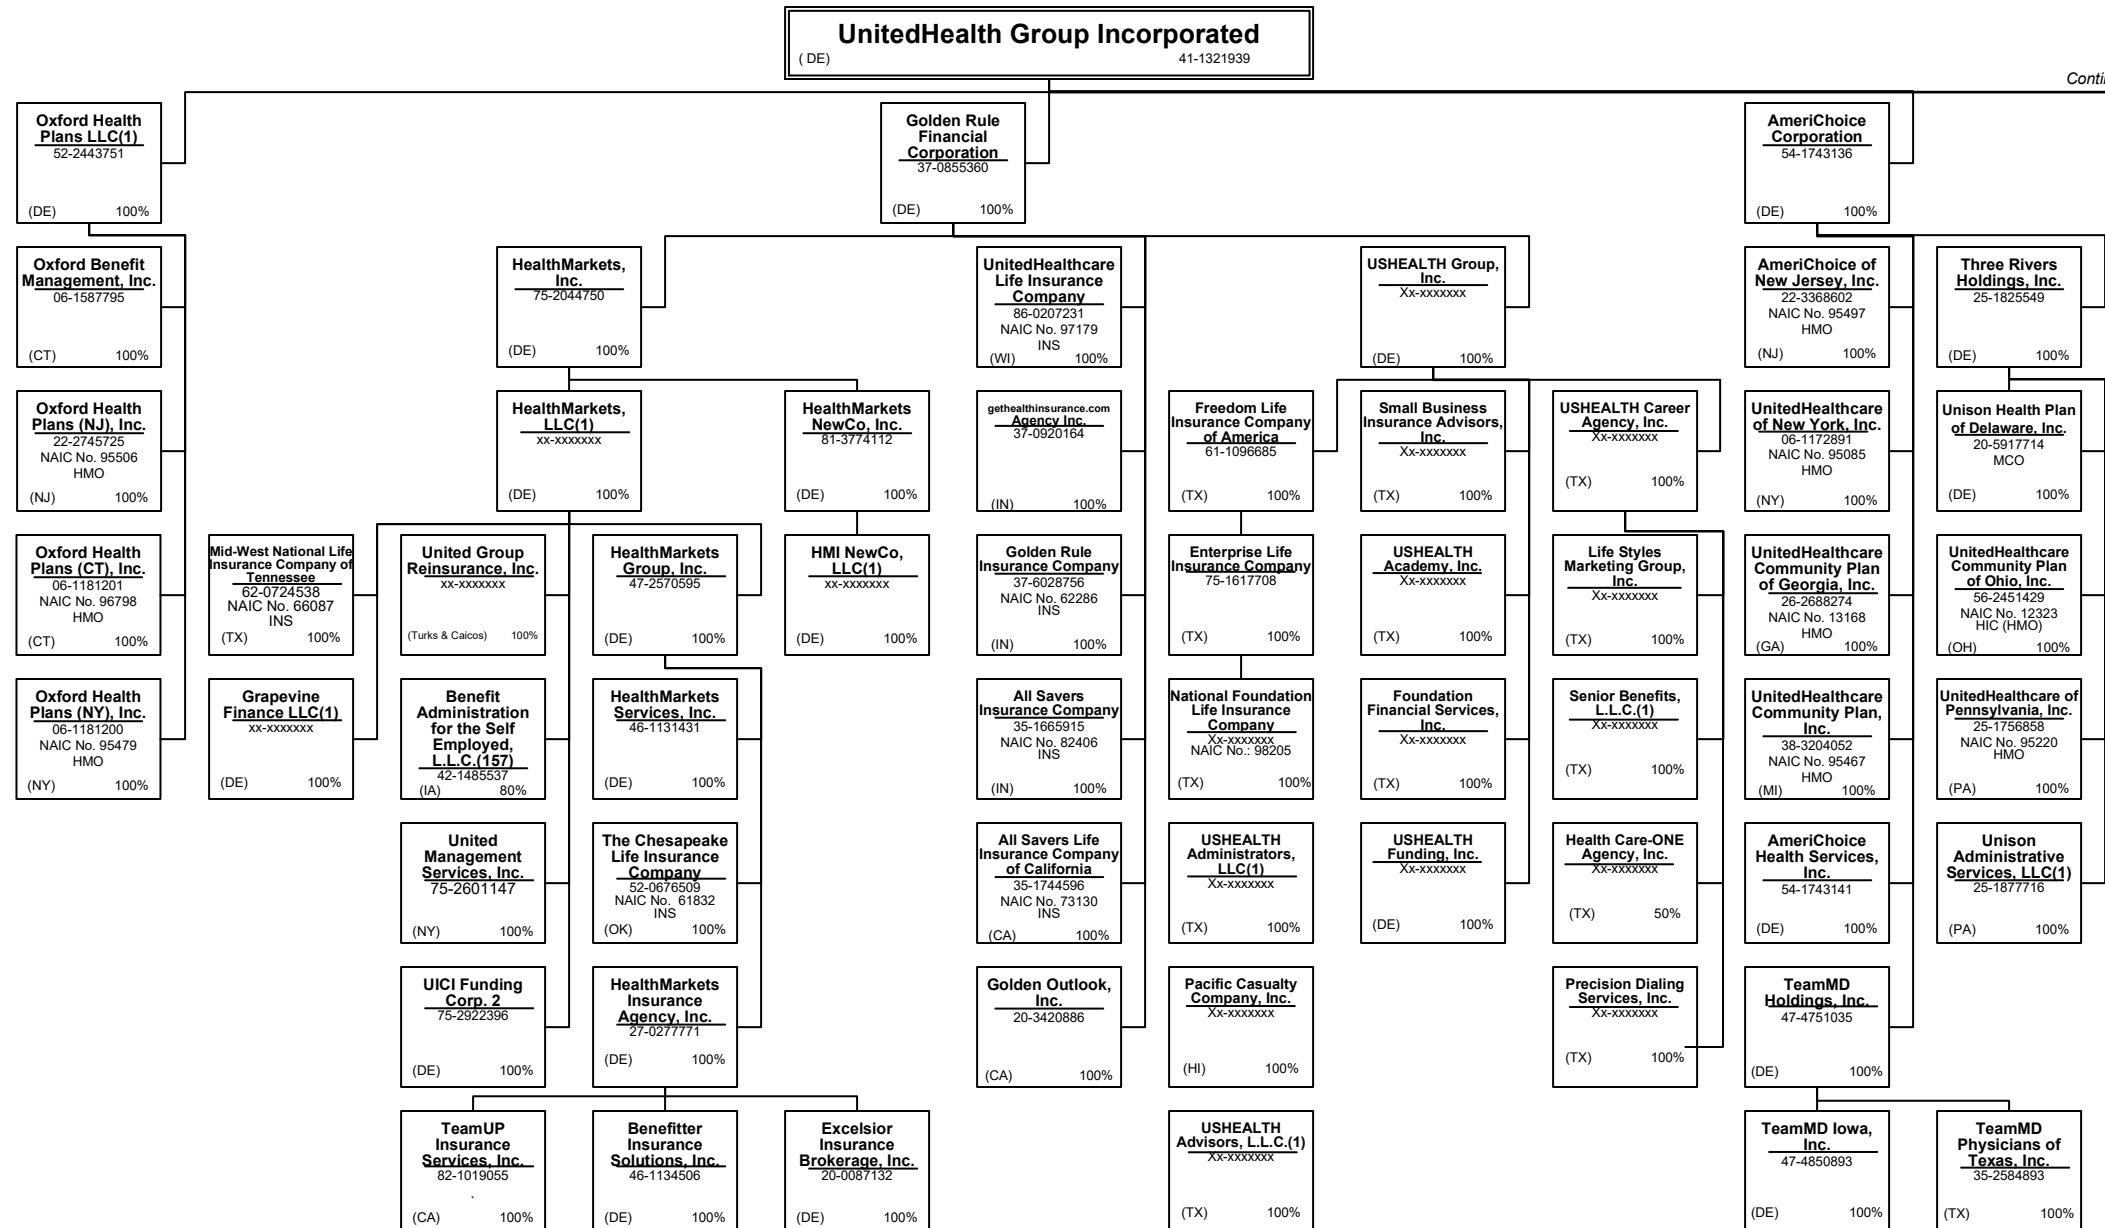 UnitedHealth Group Incorporated
( DE) 41-1321939
Conti
Oxford Health
Plans LLC(1)
52-2443751
(DE) 100%
Golden Rule
Financial
Corporation
37-0855360
(DE) 100%
AmeriChoice
Corporation
54-1743136
(DE) 100%
Oxford Benefit
Management, Inc.
06-1587795
(CT) 100%
HealthMarkets,
Inc.
75-2044750
(DE) 100%
UnitedHealthcare
Life Insurance
Company
86-0207231
NAIC No. 97179
INS
(WI) 100%
USHEALTH Group,
Inc.
Xx-xxxxxxx
(DE) 100%
AmeriChoice of
New Jersey, Inc.
22-3368602
NAIC No. 95497
HMO
(NJ) 100%
Three Rivers
Holdings, Inc.
25-1825549
(DE) 100%
Oxford Health
Plans (NJ), Inc.
22-2745725
NAIC No. 95506
HMO
(NJ) 100%
HealthMarkets,
LLC(1)
xx-xxxxxxx
(DE) 100%
HealthMarkets
NewCo, Inc.
81-3774112
(DE) 100%
gethealthinsurance.com
Agency Inc.
37-0920164
(IN) 100%
Freedom Life
Insurance Company
of America
61-1096685
(TX) 100%
Small Business
Insurance Advisors,
Inc.
Xx-xxxxxxx
(TX) 100%
USHEALTH Career
Agency, Inc.
Xx-xxxxxxx
(TX) 100%
UnitedHealthcare
of New York, Inc.
06-1172891
NAIC No. 95085
HMO
(NY) 100%
Unison Health Plan
of Delaware, Inc.
20-5917714
MCO
(DE) 100%
Oxford Health
Plans (CT), Inc.
06-1181201
NAIC No. 96798
HMO
(CT) 100%
Mid-West National Life
Insurance Company of
Tennessee
62-0724538
NAIC No. 66087
INS
(TX) 100%
United Group
Reinsurance, Inc.
xx-xxxxxxx
(Turks & Caicos) 100%
HealthMarkets
Group, Inc.
47-2570595
(DE) 100%
HMI NewCo,
LLC(1)
xx-xxxxxxx
(DE) 100%
Golden Rule
Insurance Company
37-6028756
NAIC No. 62286
INS
(IN) 100%
Enterprise Life
Insurance Company
75-1617708
(TX) 100%
USHEALTH
Academy, Inc.
Xx-xxxxxxx
(TX) 100%
Life Styles
Marketing Group,
Inc.
Xx-xxxxxxx
(TX) 100%
UnitedHealthcare
Community Plan
of Georgia, Inc.
26-2688274
NAIC No. 13168
HMO
(GA) 100%
UnitedHealthcare
Community Plan
of Ohio, Inc.
56-2451429
NAIC No. 12323
HIC (HMO)
(OH) 100%
Oxford Health
Plans (NY), Inc.
06-1181200
NAIC No. 95479
HMO
(NY) 100%
Grapevine
Finance LLC(1)
xx-xxxxxxx
(DE) 100%
Benefit
Administration
for the Self
Employed,
L.L.C.(157)
42-1485537
(IA) 80%
HealthMarkets
Services, Inc.
46-1131431
(DE) 100%
All Savers
Insurance Company
35-1665915
NAIC No. 82406
INS
(IN) 100%
National Foundation
Life Insurance
Company
Xx-xxxxxxx
NAIC No.: 98205
(TX) 100%
Foundation
Financial Services,
Inc.
Xx-xxxxxxx
(TX) 100%
Senior Benefits,
L.L.C.(1)
Xx-xxxxxxx
(TX) 100%
UnitedHealthcare
Community Plan,
Inc.
38-3204052
NAIC No. 95467
HMO
(MI) 100%
UnitedHealthcare of
Pennsylvania, Inc.
25-1756858
NAIC No. 95220
HMO
(PA) 100%
United
Management
Services, Inc.
75-2601147
(NY) 100%
The Chesapeake
Life Insurance
Company
52-0676509
NAIC No. 61832
INS
(OK) 100%
All Savers Life
Insurance Company
of California
35-1744596
NAIC No. 73130
INS
(CA) 100%
USHEALTH
Administrators,
LLC(1)
Xx-xxxxxxx
(TX) 100%
USHEALTH
Funding, Inc.
Xx-xxxxxxx
(DE) 100%
Health Care-ONE
Agency, Inc.
Xx-xxxxxxx
(TX) 50%
AmeriChoice
Health Services,
Inc.
54-1743141
(DE) 100%
Unison
Administrative
Services, LLC(1)
25-1877716
(PA) 100%
UICI Funding
Corp. 2
75-2922396
(DE) 100%
HealthMarkets
Insurance
Agency, Inc.
27-0277771
(DE) 100%
Golden Outlook,
Inc.
20-3420886
(CA) 100%
Pacific Casualty
Company, Inc.
Xx-xxxxxxx
(HI) 100%
Precision Dialing
Services, Inc.
Xx-xxxxxxx
(TX) 100%
TeamMD
Holdings, Inc.
47-4751035
(DE) 100%
TeamUP
Insurance
Services, Inc.
82-1019055
`
(CA) 100%
Benefitter
Insurance
Solutions, Inc.
46-1134506
(DE) 100%
Excelsior
Insurance
Brokerage, Inc.
20-0087132
(DE) 100%
USHEALTH
Advisors, L.L.C.(1)
Xx-xxxxxxx
(TX) 100%
TeamMD Iowa,
Inc.
47-4850893
(DE) 100%
TeamMD
Physicians of
Texas, Inc.
35-2584893
(TX) 100%